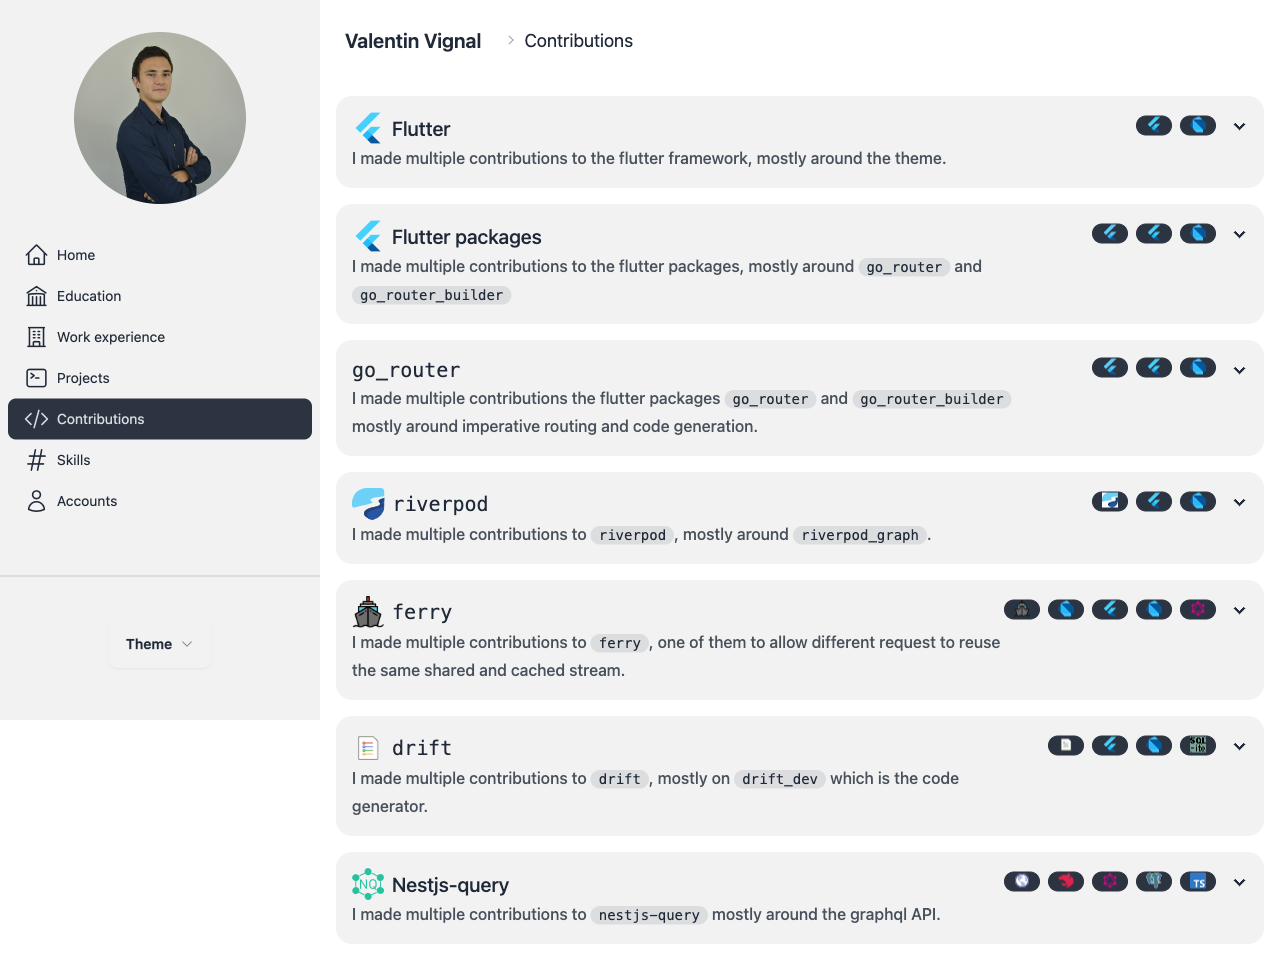 Valentin Vignal
Contributions
Home
Education
Work experience
Projects
Contributions
Skills
Accounts
Theme
Flutter
I made multiple contributions to the flutter framework, mostly around the theme.
Flutter packages
I made multiple contributions to the flutter packages, mostly around go_router and
go_router_builder
go_router
I made multiple contributions the flutter packages go_router and go_router_builder
mostly around imperative routing and code generation.
riverpod
I made multiple contributions to riverpod, mostly around riverpod_graph.
ferry
I made multiple contributions to ferry, one of them to allow different request to reuse
the same shared and cached stream.
drift
I made multiple contributions to drift, mostly on drift_dev which is the code
generator.
SQL
NQ
Nestjs-query
TS
I made multiple contributions to nestjs-query mostly around the graphql API.